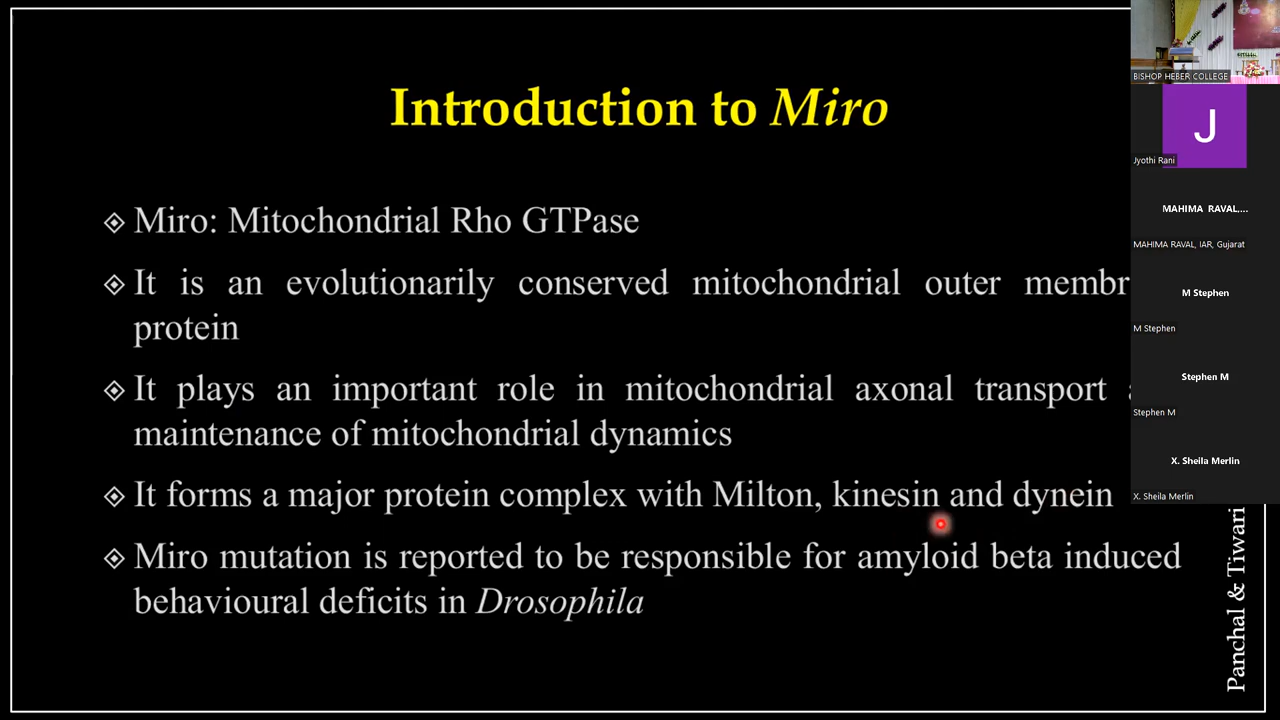 Introduction to Miro
Miro: Mitochondrial Rho GTPase
It is an evolutionarily conserved mitochondrial outer membr
protein
It plays an important role in mitochondrial axonal transport
maintenance of mitochondrial dynamics
It forms a major protein complex with Milton, kinesin and dynein
Miro mutation is reported to be responsible for amyloid beta induced
behavioural deficits in Drosophila
Panchal & Tiwari
BISHOP HEBER COLLEGE
J
Jyothi Rani
MAHIMA RAVAL,...
MAHIMA RAVAL, IAR, Gujarat
M Stephen
M Stephen
Stephen M
Stephen M
X. Sheila Merlin
X. Sheila Merlin